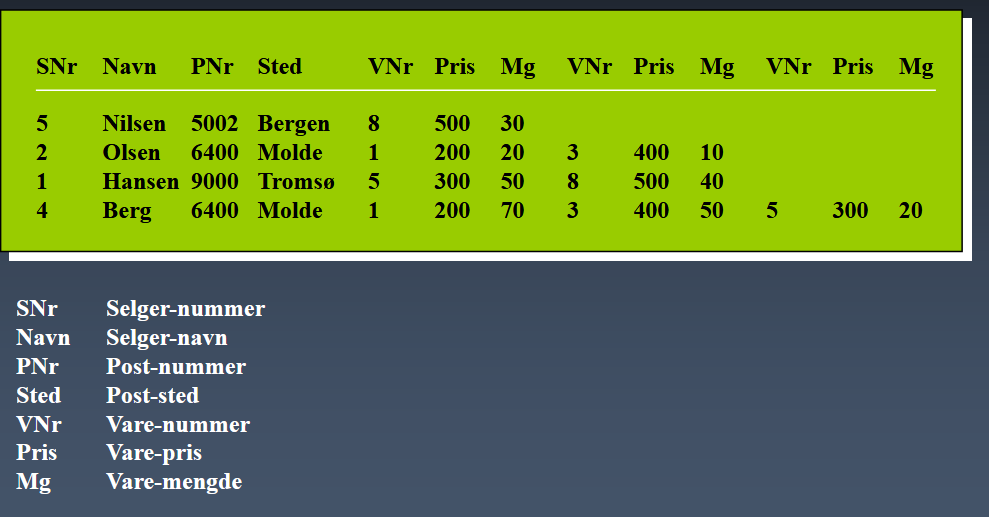 SNr Navn PNr Sted VNr Pris Mg VNr Pris Mg VNr Pris Mg
5 Nilsen 5002 Bergen 8 500 30
2 Olsen 6400 Molde 1 200 20 3 400 10
1 Hansen 9000 Tromsø 5 300 50 8 500 40
4 Berg 6400 Molde 1 200 70 3 400 50 5 300 20
SNr Selger-nummer
Navn Selger-navn
PNr Post-nummer
Sted Post-sted
VNr Vare-nummer
Pris Vare-pris
Mg Vare-mengde